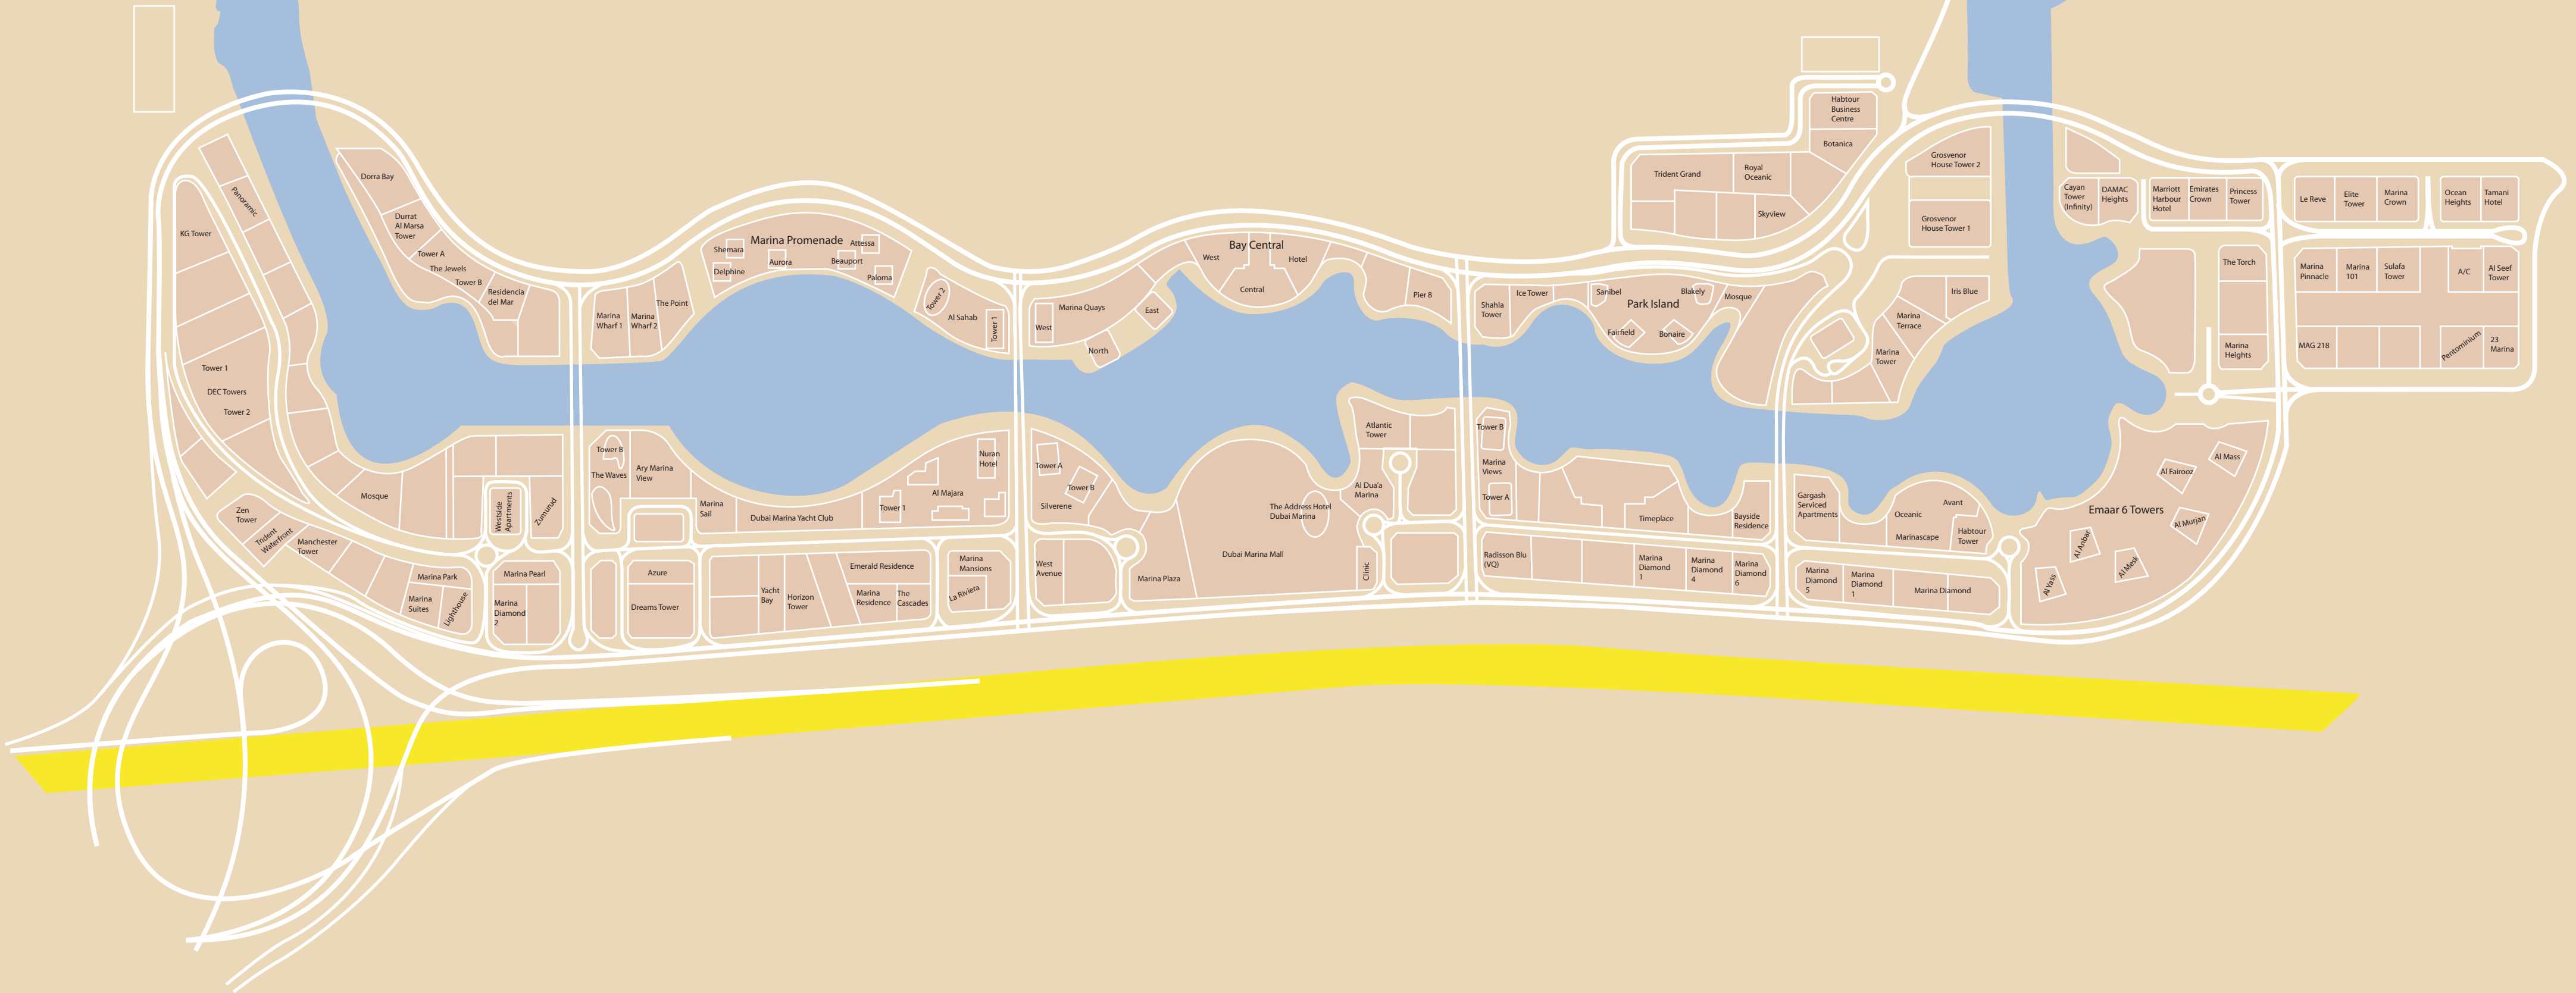 Habtour
Business
Centre
Botanica
Trident Grand
Royal
Oceanic
Skyview
Grosvenor
House Tower 2
Grosvenor
House Tower 1
Cayan
Tower
(Infinity)
DAMAC
Heights
Marriott
Harbour
Hotel
Emirates
Crown
Princess
Tower
Le Reve
Elite
Tower
Marina
Crown
Ocean
Heights
Tamani
Hotel
Panoramic
KG Tower
Dorra Bay
Durrat
Al Marsa
Tower
Tower A
The Jewels
Tower B
Residencia
del Mar
Marina
Wharf 1
Marina
Wharf 2
The Point
Marina Promenade
Shemara
Delphine
Aurora
Attessa
Beauport
Paloma
Tower 2
Al Sahab
Tower 1
Marina Quays
West
North
East
Bay Central
West
Hotel
Central
Pier 8
Shahla
Tower
Ice Tower
Sanibel
Blakely
Park Island
Fairfield
Bonaire
Mosque
Marina
Terrace
Iris Blue
Marina
Tower
The Torch
Marina
Heights
Marina
Pinnacle
Marina
101
Sulafa
Tower
A/C
Al Seef
Tower
MAG 218
Pentominium
23
Marina
Tower 1
DEC Towers
Tower 2
Mosque
Zen
Tower
Trident
Waterfront
Manchester
Tower
Marina Park
Marina
Suites
Lighthouse
Westside
Apartments
Zumurud
Marina Pearl
Marina
Diamond
2
Tower B
The Waves
Ary Marina
View
Marina
Sail
Dubai Marina Yacht Club
Tower 1
Al Majara
Nuran
Hotel
Azure
Dreams Tower
Yacht
Bay
Horizon
Tower
Emerald Residence
Marina
Residence
The
Cascades
Marina
Mansions
La Riviera
Tower A
Tower B
Silverene
West
Avenue
Marina Plaza
The Address Hotel
Dubai Marina
Dubai Marina Mall
Atlantic
Tower
Al Dua'a
Marina
Clinic
Tower B
Marina
Views
Tower A
Timeplace
Bayside
Residence
Radisson Blu
(VQ)
Marina
Diamond
1
Marina
Diamond
4
Marina
Diamond
6
Gargash
Serviced
Apartments
Oceanic
Avant
Marinascape
Habtour
Tower
Marina
Diamond
5
Marina
Diamond
1
Marina Diamond
Emaar 6 Towers
Al Mass
Al Fairooz
Al Murjan
Al Anbar
Al Mesk
Al Yass